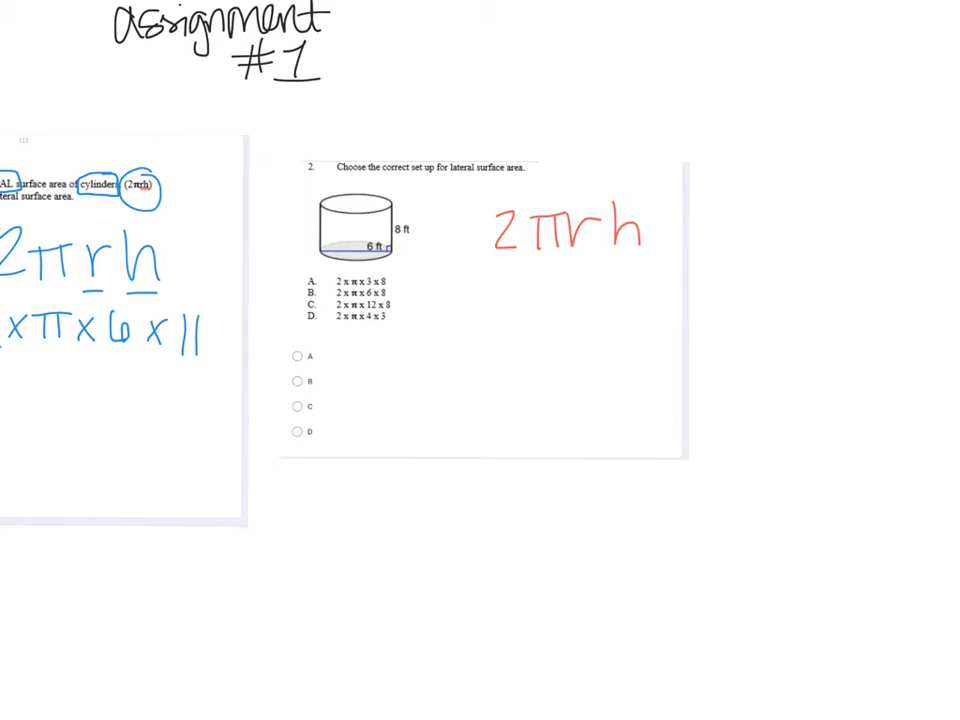 assignment
#1
AL surface area of cylinders (2πrh)
teral surface area.
2πrh
x π x 6 x 11
2. Choose the correct set up for lateral surface area.
8 ft
6 ft
2πrh
A. 2 x π x 3 x 8
B. 2 x π x 6 x 8
C. 2 x π x 12 x 8
D. 2 x π x 4 x 3
A
B
C
D